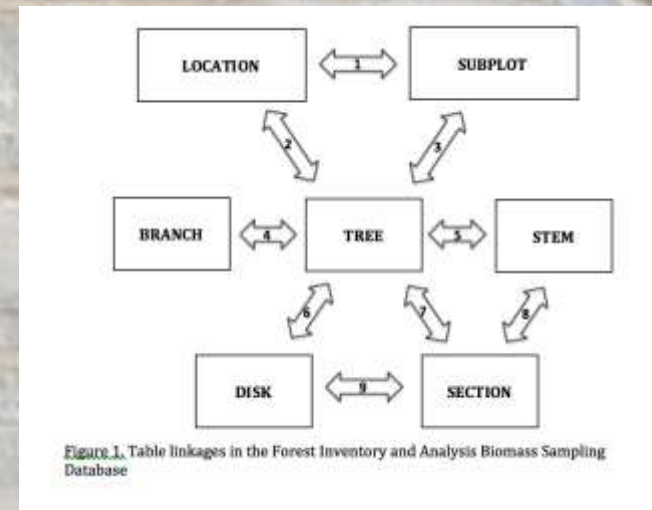 LOCATION
1
SUBPLOT
2
3
BRANCH
4
TREE
5
STEM
6
7
8
DISK
9
SECTION
Figure 1. Table linkages in the Forest Inventory and Analysis Biomass Sampling
Database